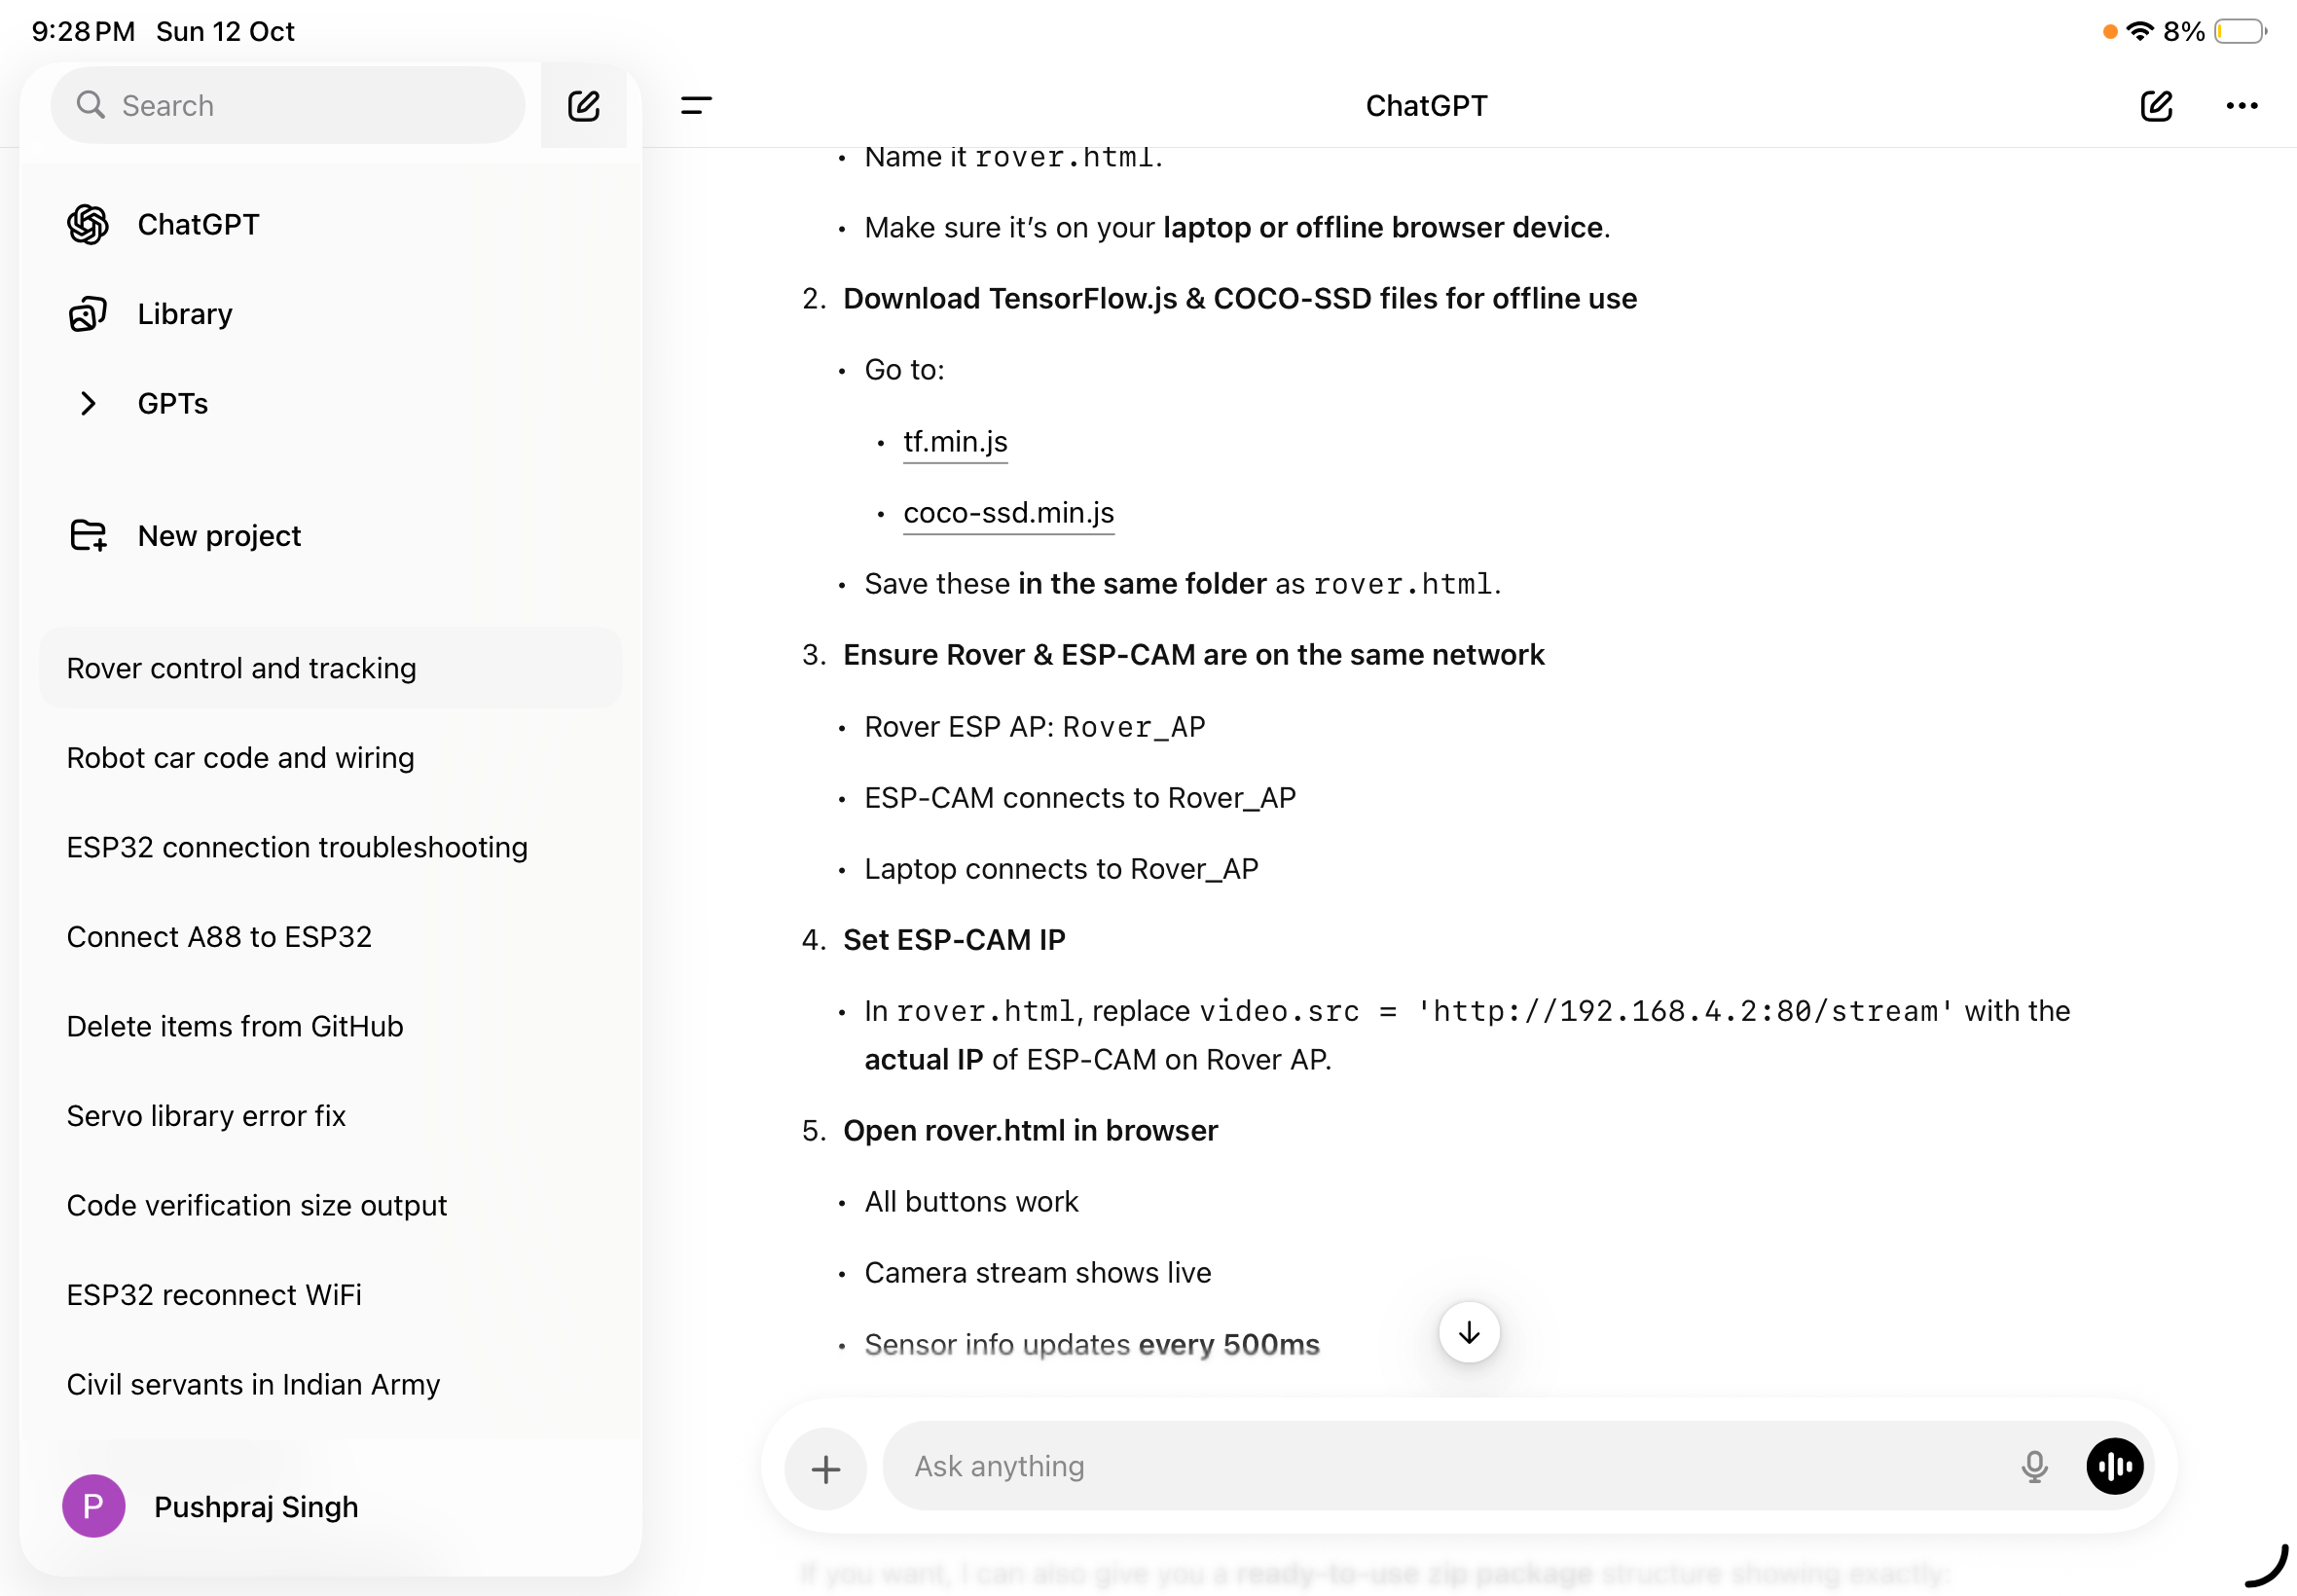 9:28 PM Sun 12 Oct
8%
Search
ChatGPT
Library
GPTs
New project
Rover control and tracking
Robot car code and wiring
ESP32 connection troubleshooting
Connect A88 to ESP32
Delete items from GitHub
Servo library error fix
Code verification size output
ESP32 reconnect WiFi
Civil servants in Indian Army
P
Pushpraj Singh
ChatGPT
• Name it rover.html.
• Make sure it’s on your laptop or offline browser device.
2. Download TensorFlow.js & COCO-SSD files for offline use
• Go to:
• tf.min.js
• coco-ssd.min.js
• Save these in the same folder as rover.html.
3. Ensure Rover & ESP-CAM are on the same network
• Rover ESP AP: Rover_AP
• ESP-CAM connects to Rover_AP
• Laptop connects to Rover_AP
4. Set ESP-CAM IP
• In rover.html, replace video.src = 'http://192.168.4.2:80/stream' with the
actual IP of ESP-CAM on Rover AP.
5. Open rover.html in browser
• All buttons work
• Camera stream shows live
• Sensor info updates every 500ms
Ask anything
If you want, I can also give you a ready-to-use zip package structure showing exactly: